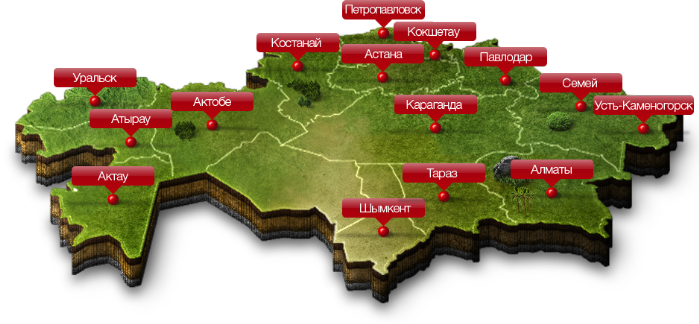 Петропавловск
Кокшетау
Костанай
Астана
Павлодар
Уральск
Семей
Актобе
Караганда
Усть-Каменогорск
Атырау
Актау
Тараз
Алматы
Шымкент